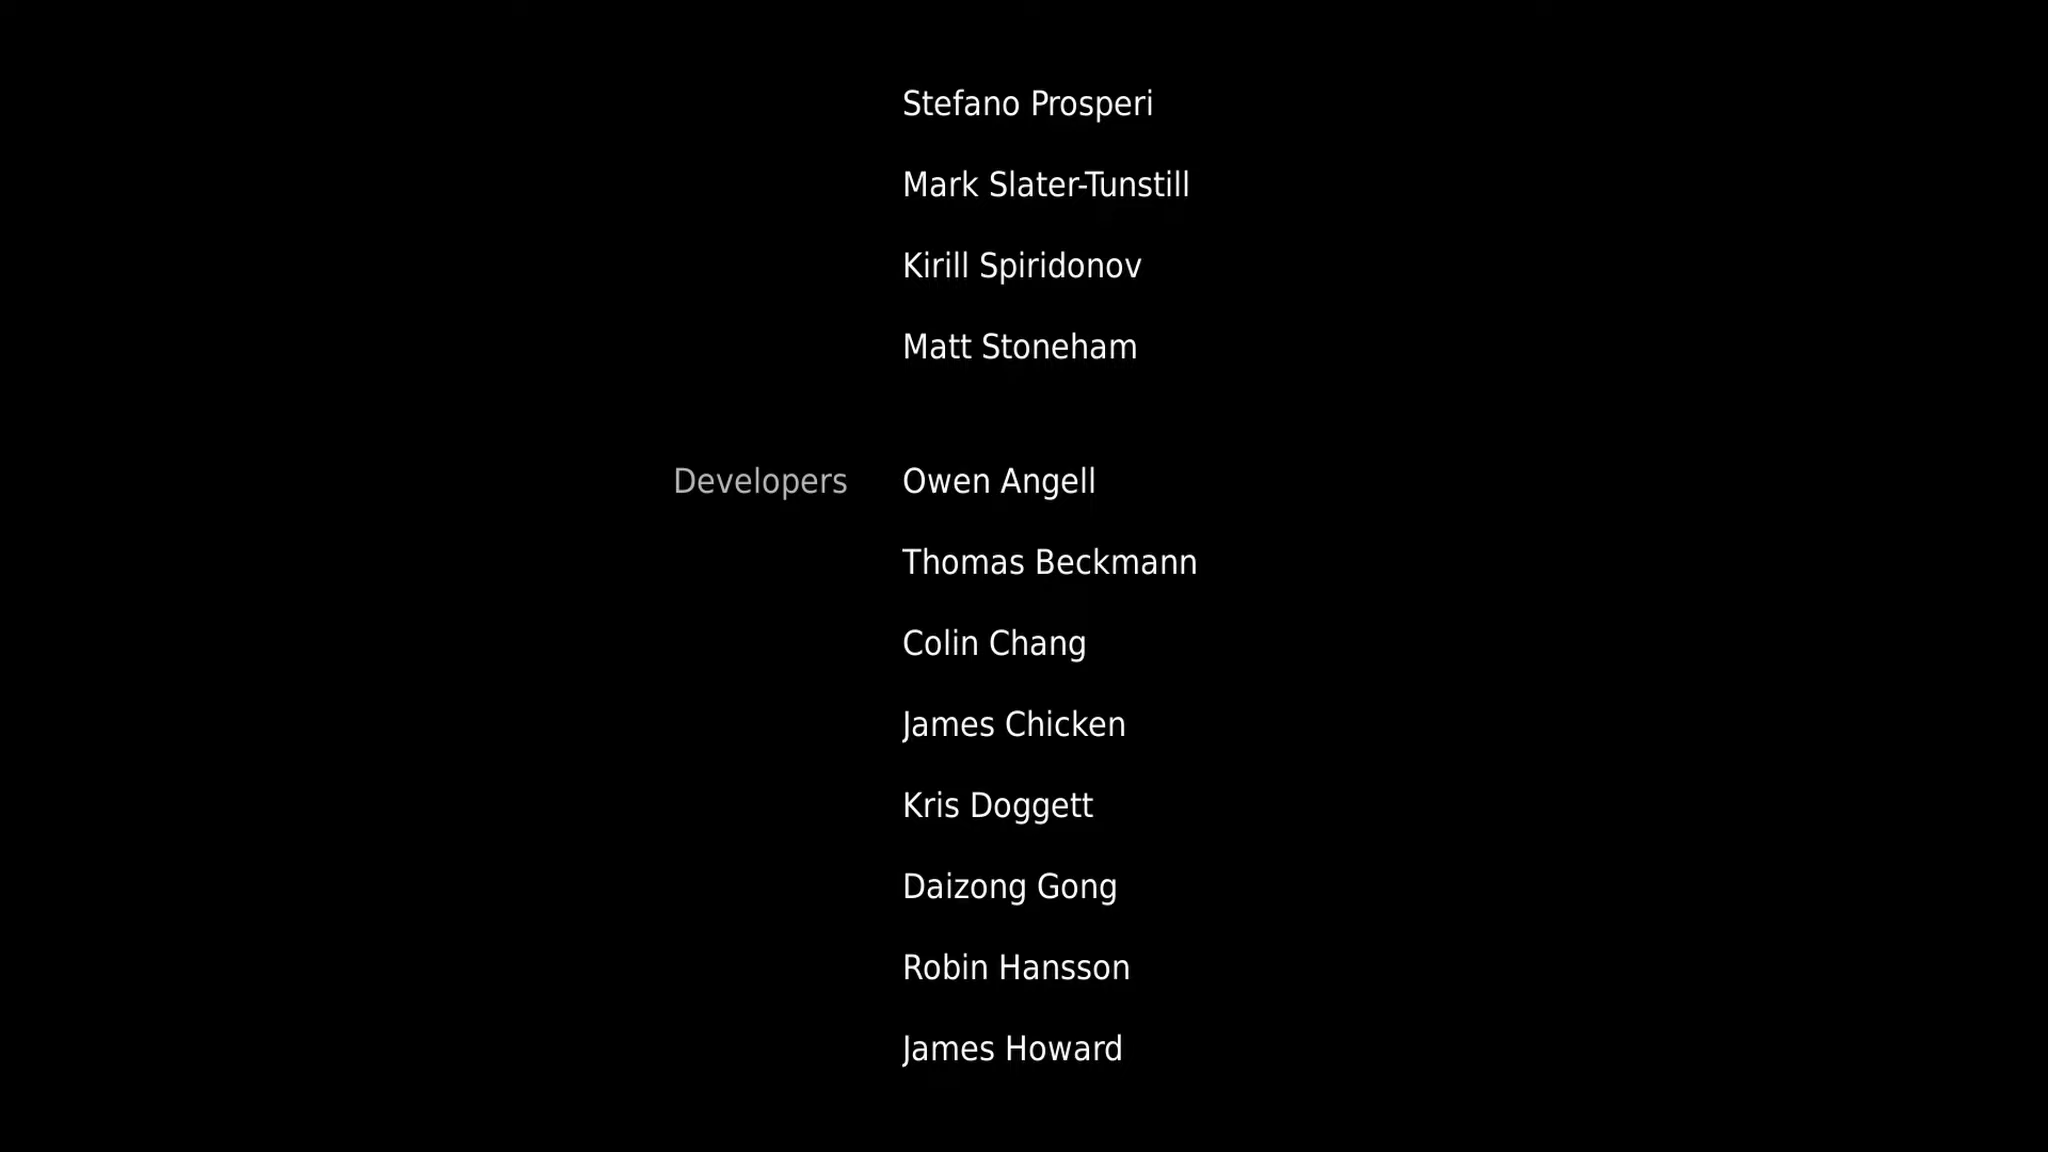 Stefano Prosperi
Mark Slater-Tunstill
Kirill Spiridonov
Matt Stoneham
Developers Owen Angell
Thomas Beckmann
Colin Chang
James Chicken
Kris Doggett
Daizong Gong
Robin Hansson
James Howard